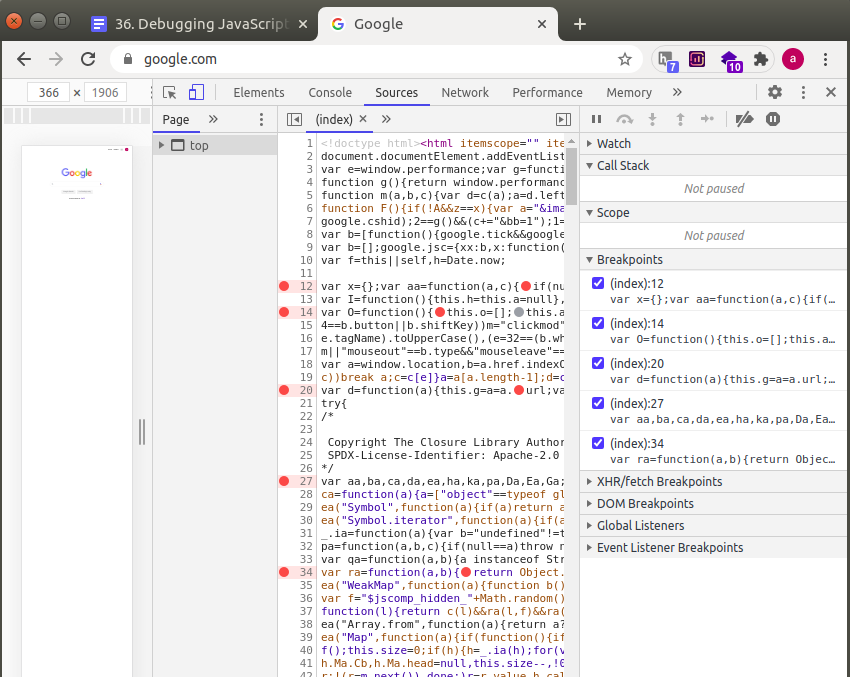 36. Debugging JavaScript
Google
google.com
7
10
a
366 × 1906
Elements Console Sources Network Performance Memory »
Page »
(index) × »
top
1 <!doctype html><html itemscope="" ite
2 document.documentElement.addEventList
3 var e=window.performance;var g=functio
4 function g(){return window.performanc
5 function m(a,b,c){var d=c(a);a=d.left
6 function F(){if(!A&&z==x){var a="&ima
7 google.cshid);2==g()&&(c+="&bb=1");1=
8 var b=[function(){google.tick&&google
9 var b=[];google.jsc={xx:b,x:function(
10 var f=this||self,h=Date.now;
11
12 var x={};var aa=function(a,c){if(nu
13 var I=function(){this.h=this.a=null},
14 var O=function(){this.o=[];this.a
15 4==b.button||b.shiftKey))m="clickmod"
16 e.tagName).toUpperCase(),(e=32==(b.wh
17 m||"mouseout"==b.type&&"mouseleave"==
18 var a=window.location,b=a.href.indexO
19 c))break a;c=c[e]}a=a[a.length-1];d=c
20 var d=function(a){this.g=a=a.url;va
21 try{
22 /*
23
24 Copyright The Closure Library Author
25 SPDX-License-Identifier: Apache-2.0
26 */
27 var aa,ba,ca,da,ea,ha,ka,pa,Da,Ea,Ga;
28 ca=function(a){a=["object"==typeof gl
29 ea("Symbol",function(a){if(a)return a
30 ea("Symbol.iterator",function(a){if(a
31 _.ia=function(a){var b="undefined"!=t
32 pa=function(a,b,c){if(null==a)throw n
33 var qa=function(a,b){a instanceof Str
34 var ra=function(a,b){return Object.
35 ea("WeakMap",function(a){function b()
36 var f="$jscomp_hidden_"+Math.random()
37 function(l){return c(l)&&ra(l,f)&&ra(
38 ea("Array.from",function(a){return a?
39 ea("Map",function(a){if(function(){if
40 f();this.size=0;if(h){h=_.ia(h);for(v
41 h.Ma.Cb,h.Ma.head=null,this.size--,!0
Watch
Call Stack
Not paused
Scope
Not paused
Breakpoints
(index):12
var x={};var aa=function(a,c){if(…
(index):14
var O=function(){this.o=[];this.a…
(index):20
var d=function(a){this.g=a=a.url;…
(index):27
var aa,ba,ca,da,ea,ha,ka,pa,Da,Ea…
(index):34
var ra=function(a,b){return Objec…
XHR/fetch Breakpoints
DOM Breakpoints
Global Listeners
Event Listener Breakpoints